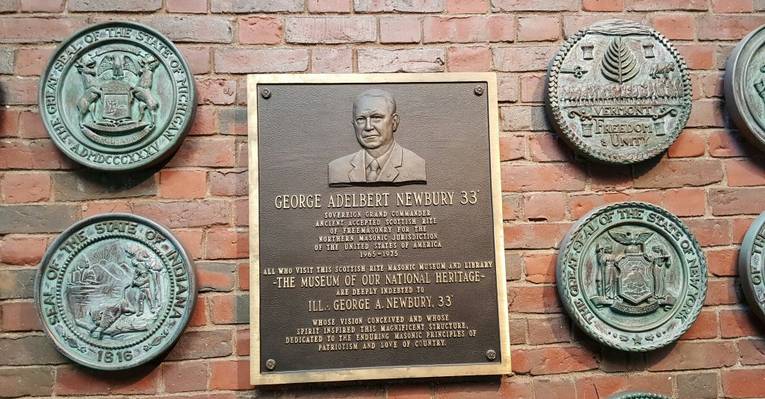 THE GREAT SEAL OF THE STATE OF MICHIGAN
A.D. MDCCCXXXV
SEAL OF THE STATE OF INDIANA
1816
GEORGE ADELBERT NEWBURY 33°
SOVEREIGN GRAND COMMANDER
ANCIENT ACCEPTED SCOTTISH RITE
OF FREEMASONRY FOR THE
NORTHERN MASONIC JURISDICTION
OF THE UNITED STATES OF AMERICA
1965-1975
ALL WHO VISIT THIS SCOTTISH RITE MASONIC MUSEUM AND LIBRARY
-THE MUSEUM OF OUR NATIONAL HERITAGE-
ARE DEEPLY INDEBTED TO
ILL∴ GEORGE A. NEWBURY, 33°
WHOSE VISION CONCEIVED AND WHOSE
SPIRIT INSPIRED THIS MAGNIFICENT STRUCTURE,
DEDICATED TO THE ENDURING MASONIC PRINCIPLES OF
PATRIOTISM AND LOVE OF COUNTRY.
VERMONT
FREEDOM
& UNITY
THE GREAT SEAL OF THE STATE OF NEW YORK